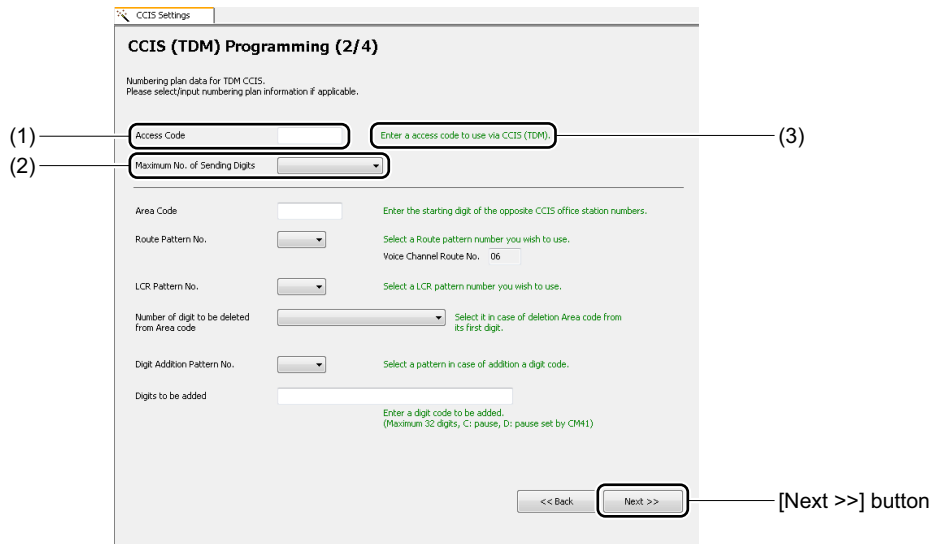 CCIS Settings
CCIS (TDM) Programming (2/4)
Numbering plan data for TDM CCIS.
Please select/input numbering plan information if applicable.
(1) Access Code Enter a access code to use via CCIS (TDM). (3)
(2) Maximum No. of Sending Digits
Area Code Enter the starting digit of the opposite CCIS office station numbers.
Route Pattern No. Select a Route pattern number you wish to use.
Voice Channel Route No. 06
LCR Pattern No. Select a LCR pattern number you wish to use.
Number of digit to be deleted Select it in case of deletion Area code from
from Area code its first digit.
Digit Addition Pattern No. Select a pattern in case of addition a digit code.
Digits to be added
Enter a digit code to be added.
(Maximum 32 digits, C: pause, D: pause set by CM41)
<< Back Next >> [Next >>] button